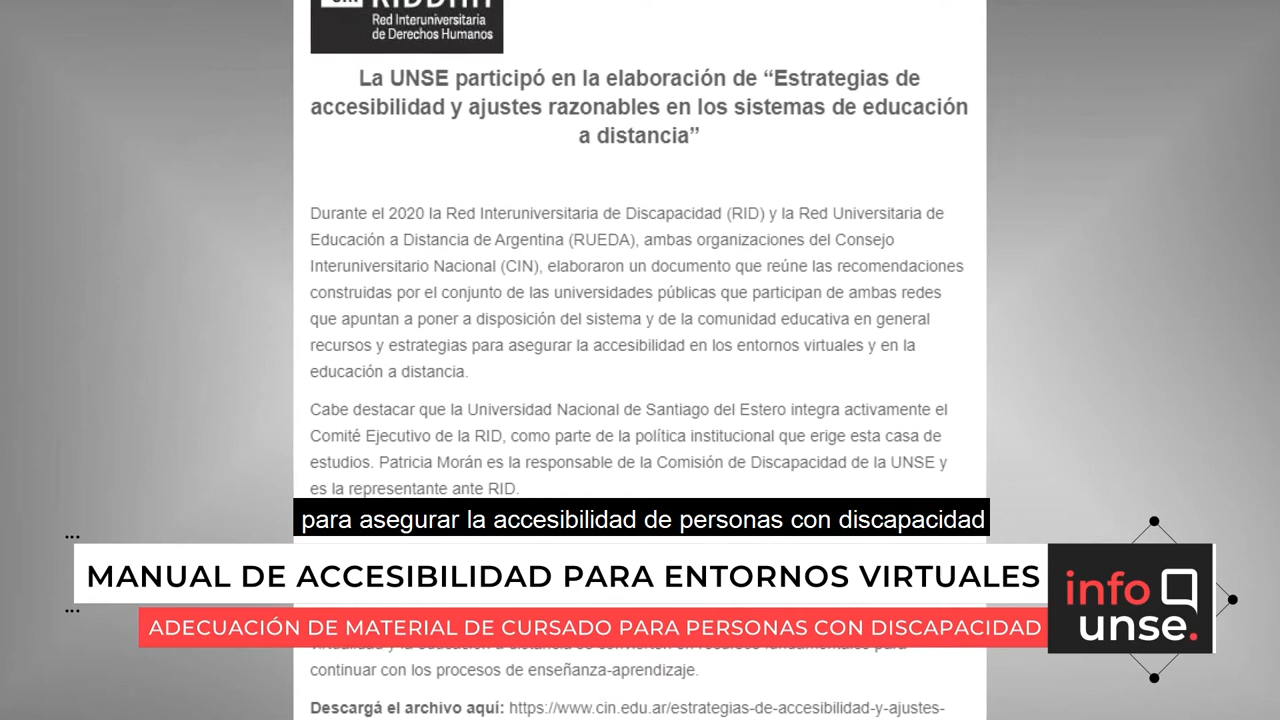 Red Interuniversitaria
de Derechos Humanos
La UNSE participó en la elaboración de “Estrategias de
accesibilidad y ajustes razonables en los sistemas de educación
a distancia”
Durante el 2020 la Red Interuniversitaria de Discapacidad (RID) y la Red Universitaria de
Educación a Distancia de Argentina (RUEDA), ambas organizaciones del Consejo
Interuniversitario Nacional (CIN), elaboraron un documento que reúne las recomendaciones
construidas por el conjunto de las universidades públicas que participan de ambas redes
que apuntan a poner a disposición del sistema y de la comunidad educativa en general
recursos y estrategias para asegurar la accesibilidad en los entornos virtuales y en la
educación a distancia.
Cabe destacar que la Universidad Nacional de Santiago del Estero integra activamente el
Comité Ejecutivo de la RID, como parte de la política institucional que erige esta casa de
estudios. Patricia Morán es la responsable de la Comisión de Discapacidad de la UNSE y
es la representante ante RID.
para asegurar la accesibilidad de personas con discapacidad
MANUAL DE ACCESIBILIDAD PARA ENTORNOS VIRTUALES
ADECUACIÓN DE MATERIAL DE CURSADO PARA PERSONAS CON DISCAPACIDAD
info
unse.
continuar con los procesos de enseñanza-aprendizaje.
Descargá el archivo aquí: https://www.cin.edu.ar/estrategias-de-accesibilidad-y-ajustes-